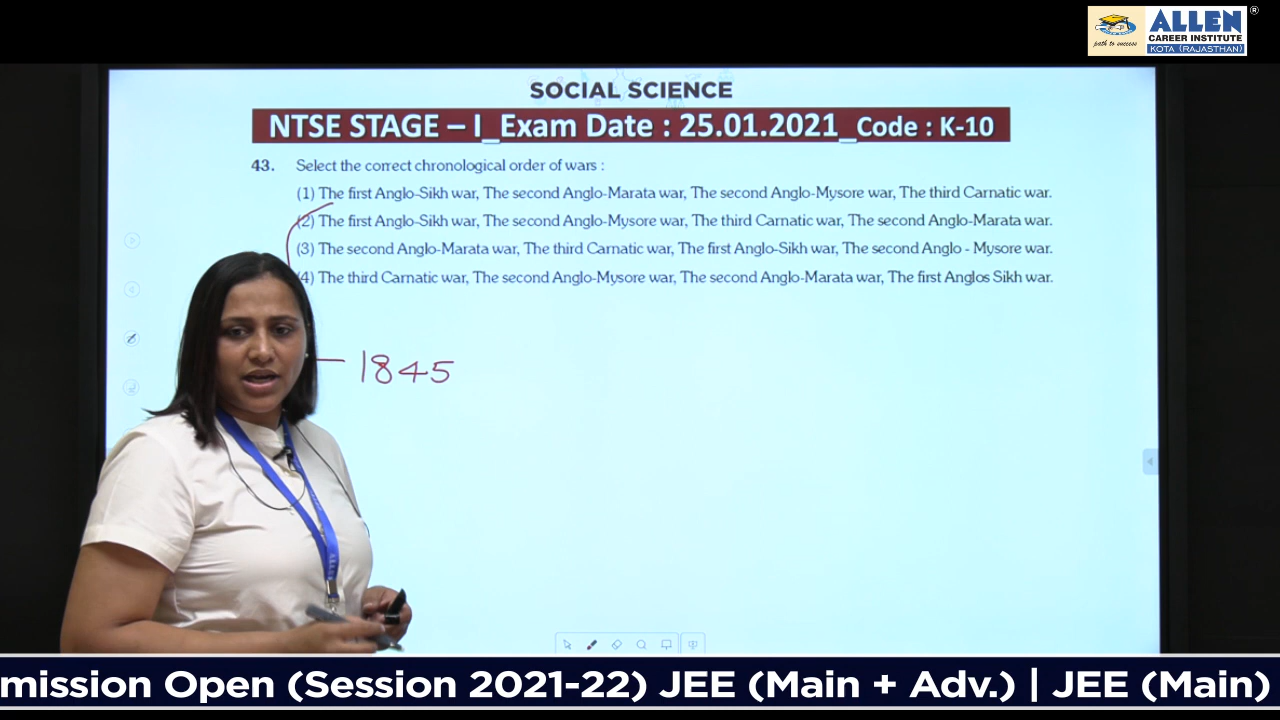 ALLEN
®
path to success
CAREER INSTITUTE
KOTA (RAJASTHAN)
SOCIAL SCIENCE
NTSE STAGE – I_Exam Date : 25.01.2021_Code : K-10
43. Select the correct chronological order of wars :
(1) The first Anglo-Sikh war, The second Anglo-Marata war, The second Anglo-Mysore war, The third Carnatic war.
(2) The first Anglo-Sikh war, The second Anglo-Mysore war, The third Carnatic war, The second Anglo-Marata war.
(3) The second Anglo-Marata war, The third Carnatic war, The first Anglo-Sikh war, The second Anglo - Mysore war.
(4) The third Carnatic war, The second Anglo-Mysore war, The second Anglo-Marata war, The first Anglos Sikh war.
– 1845
mission Open (Session 2021-22) JEE (Main + Adv.) | JEE (Main)